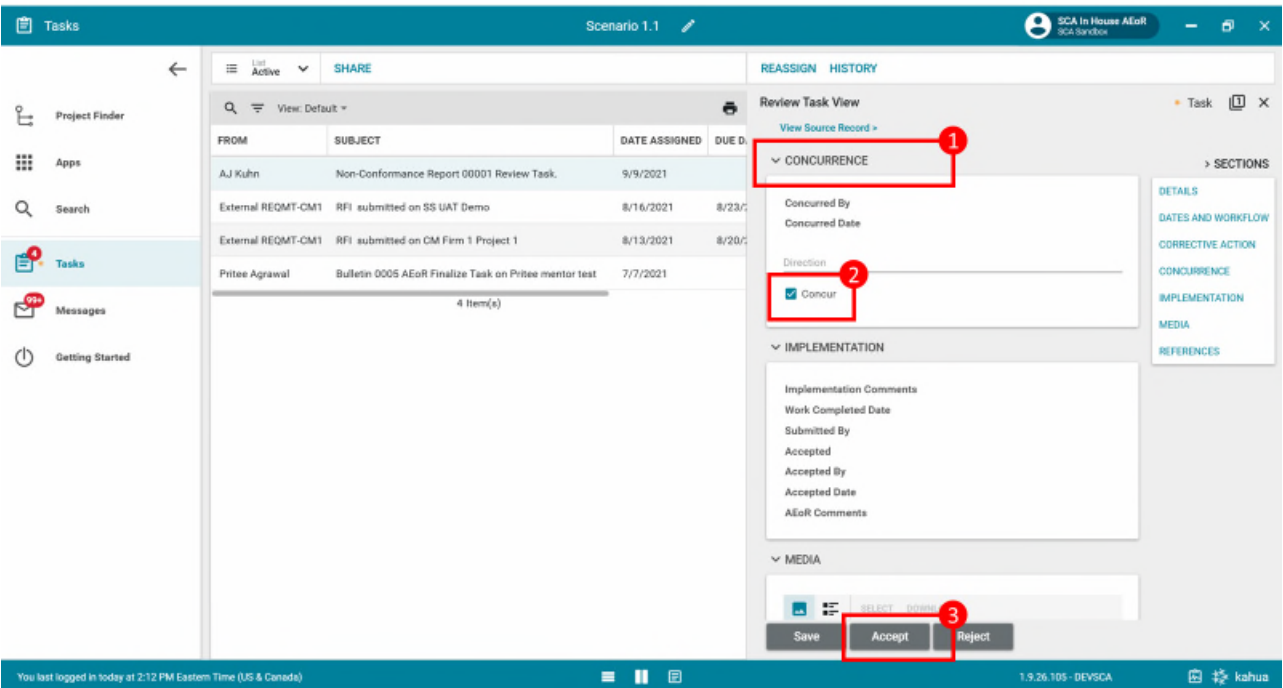 Tasks
Scenario 1.1
SCA In House AEoR
SCA Sandbox
List
Active
SHARE
REASSIGN HISTORY
Project Finder
Apps
Search
4
Tasks
99+
Messages
Getting Started
View: Default
FROM SUBJECT DATE ASSIGNED DUE D
AJ Kuhn Non-Conformance Report 00001 Review Task. 9/9/2021
External REQMT-CM1 RFI submitted on SS UAT Demo 8/16/2021 8/23/
External REQMT-CM1 RFI submitted on CM Firm 1 Project 1 8/13/2021 8/20/
Pritee Agrawal Bulletin 0005 AEoR Finalize Task on Pritee mentor test 7/7/2021
4 Item(s)
Review Task View
Task
1
View Source Record »
1
CONCURRENCE
Concurred By
Concurred Date
Direction
2
Concur
IMPLEMENTATION
Implementation Comments
Work Completed Date
Submitted By
Accepted
Accepted By
Accepted Date
AEoR Comments
MEDIA
SELECT DOWNL
3
Save Accept Reject
> SECTIONS
DETAILS
DATES AND WORKFLOW
CORRECTIVE ACTION
CONCURRENCE
IMPLEMENTATION
MEDIA
REFERENCES
You last logged in today at 2:12 PM Eastern Time (US & Canada)
1.9.26.105 - DEVSCA
kahua